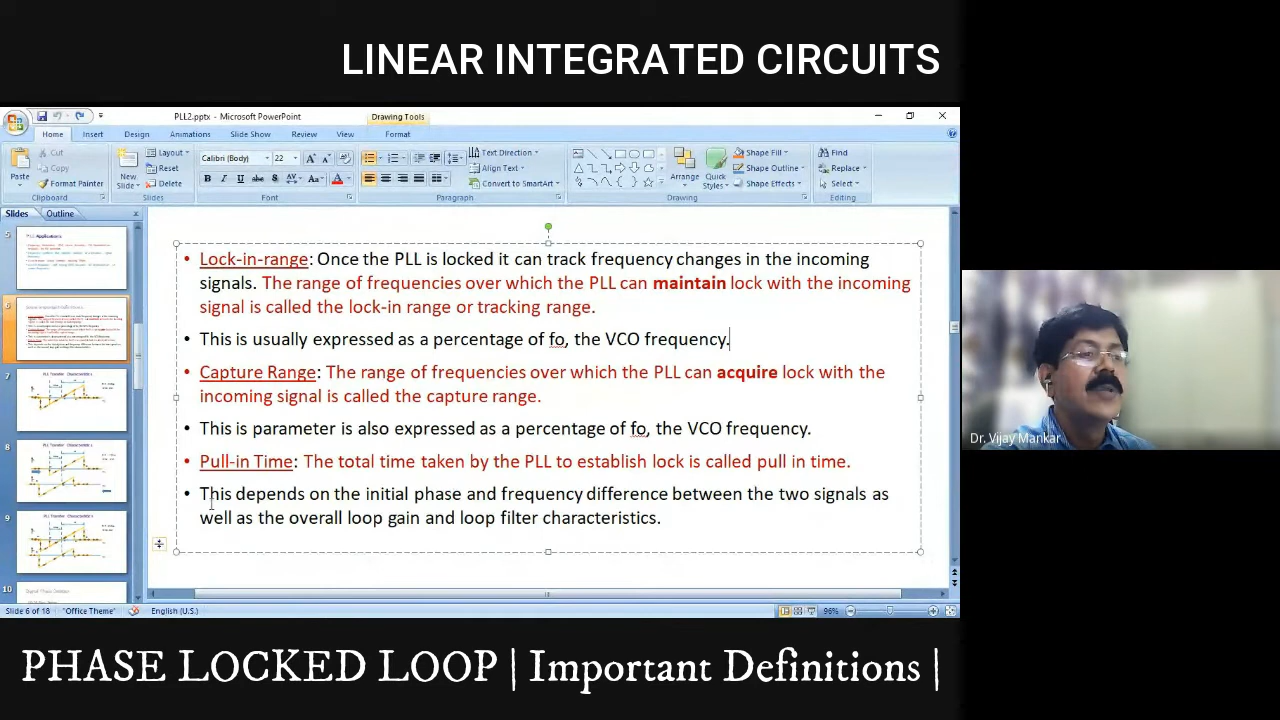 LINEAR INTEGRATED CIRCUITS
PLL2.pptx - Microsoft PowerPoint
Drawing Tools
Home Insert Design Animations Slide Show Review View Format
Paste
Cut
Copy
Format Painter
Clipboard
New Slide
Layout
Reset
Delete
Slides
Calibri (Body) 22
Font
Text Direction
Align Text
Convert to SmartArt
Paragraph
Arrange
Quick Styles
Shape Fill
Shape Outline
Shape Effects
Drawing
Find
Replace
Select
Editing
Slides Outline
5
PLL Applications
6
7
8
9
10
• Lock-in-range: Once the PLL is locked it can track frequency changes in the incoming
signals. The range of frequencies over which the PLL can maintain lock with the incoming
signal is called the lock-in range or tracking range.
• This is usually expressed as a percentage of fo, the VCO frequency.
• Capture Range: The range of frequencies over which the PLL can acquire lock with the
incoming signal is called the capture range.
• This is parameter is also expressed as a percentage of fo, the VCO frequency.
• Pull-in Time: The total time taken by the PLL to establish lock is called pull in time.
• This depends on the initial phase and frequency difference between the two signals as
well as the overall loop gain and loop filter characteristics.
Slide 6 of 18 "Office Theme" English (U.S.) 96%
Dr. Vijay Mankar
PHASE LOCKED LOOP | Important Definitions |